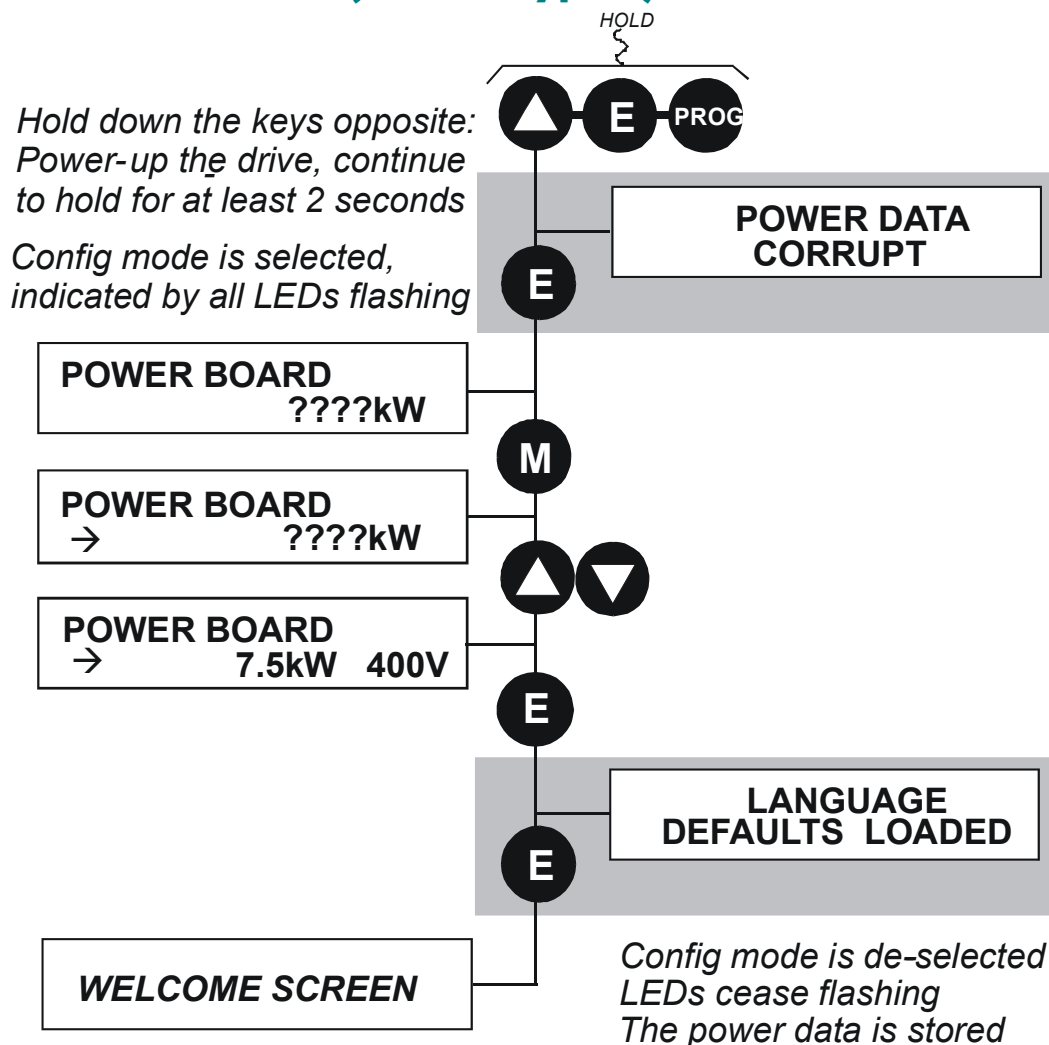 HOLD
E PROG
Hold down the keys opposite:
Power-up the drive, continue
to hold for at least 2 seconds
POWER DATA
CORRUPT
Config mode is selected,
indicated by all LEDs flashing
E
POWER BOARD
????kW
M
POWER BOARD
→ ????kW
POWER BOARD
→ 7.5kW 400V
E
LANGUAGE
DEFAULTS LOADED
E
WELCOME SCREEN
Config mode is de-selected
LEDs cease flashing
The power data is stored